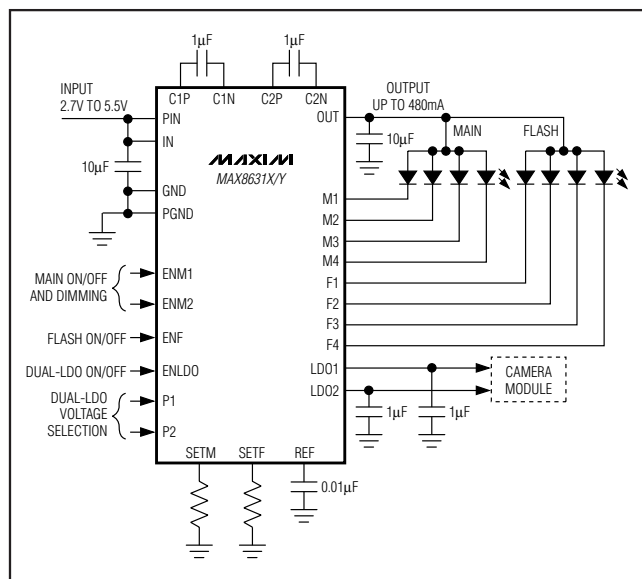 1µF
1µF
INPUT
2.7V TO 5.5V
C1P C1N C2P C2N
OUTPUT
UP TO 480mA
PIN
OUT
IN
10µF
MAIN
FLASH
10µF
MAXIM
MAX8631X/Y
GND
PGND
M1
M2
M3
M4
MAIN ON/OFF
AND DIMMING
ENM1
ENM2
F1
F2
F3
F4
FLASH ON/OFF
ENF
DUAL-LDO ON/OFF
ENLDO
LDO1
LDO2
CAMERA
MODULE
DUAL-LDO
VOLTAGE
SELECTION
P1
P2
1µF
1µF
SETM SETF REF
0.01µF